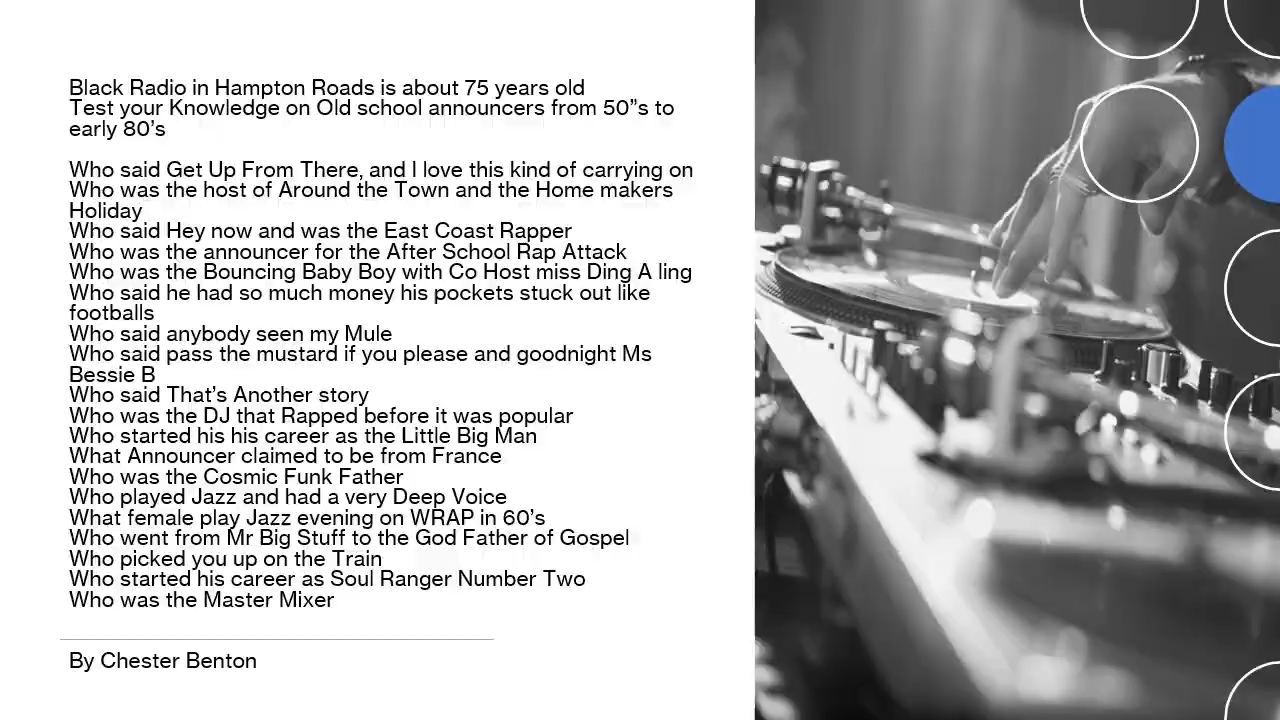 Black Radio in Hampton Roads is about 75 years old
Test your Knowledge on Old school announcers from 50”s to
early 80’s
Who said Get Up From There, and I love this kind of carrying on
Who was the host of Around the Town and the Home makers
Holiday
Who said Hey now and was the East Coast Rapper
Who was the announcer for the After School Rap Attack
Who was the Bouncing Baby Boy with Co Host miss Ding A ling
Who said he had so much money his pockets stuck out like
footballs
Who said anybody seen my Mule
Who said pass the mustard if you please and goodnight Ms
Bessie B
Who said That’s Another story
Who was the DJ that Rapped before it was popular
Who started his his career as the Little Big Man
What Announcer claimed to be from France
Who was the Cosmic Funk Father
Who played Jazz and had a very Deep Voice
What female play Jazz evening on WRAP in 60’s
Who went from Mr Big Stuff to the God Father of Gospel
Who picked you up on the Train
Who started his career as Soul Ranger Number Two
Who was the Master Mixer
By Chester Benton